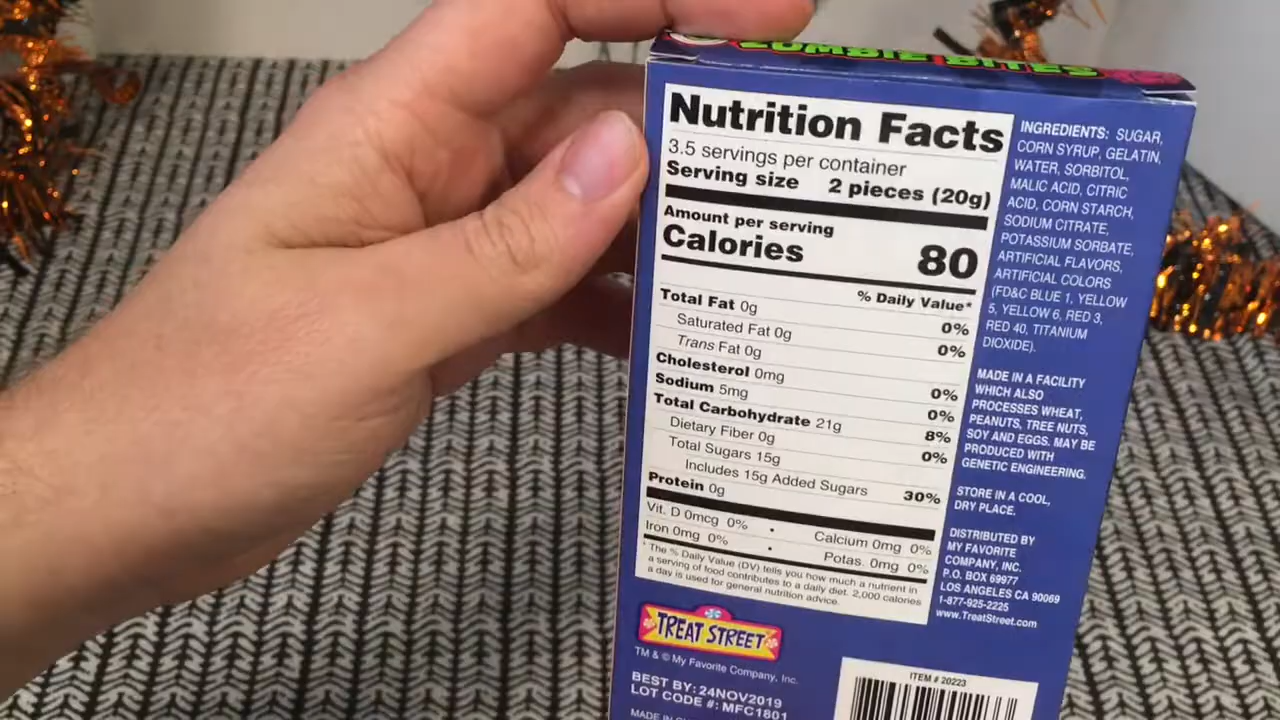 ZOMBIE BITES
Nutrition Facts
3.5 servings per container
Serving size 2 pieces (20g)
Amount per serving
Calories 80
% Daily Value*
Total Fat 0g 0%
Saturated Fat 0g 0%
Trans Fat 0g
Cholesterol 0mg 0%
Sodium 5mg 0%
Total Carbohydrate 21g 8%
Dietary Fiber 0g 0%
Total Sugars 15g
Includes 15g Added Sugars 30%
Protein 0g
Vit. D 0mcg 0% • Calcium 0mg 0%
Iron 0mg 0% • Potas. 0mg 0%
* The % Daily Value (DV) tells you how much a nutrient in
a serving of food contributes to a daily diet. 2,000 calories
a day is used for general nutrition advice.
INGREDIENTS: SUGAR,
CORN SYRUP, GELATIN,
WATER, SORBITOL,
MALIC ACID, CITRIC
ACID, CORN STARCH,
SODIUM CITRATE,
POTASSIUM SORBATE,
ARTIFICIAL FLAVORS,
ARTIFICIAL COLORS
(FD&C BLUE 1, YELLOW
5, YELLOW 6, RED 3,
RED 40, TITANIUM
DIOXIDE).
MADE IN A FACILITY
WHICH ALSO
PROCESSES WHEAT,
PEANUTS, TREE NUTS,
SOY AND EGGS. MAY BE
PRODUCED WITH
GENETIC ENGINEERING.
STORE IN A COOL,
DRY PLACE.
DISTRIBUTED BY
MY FAVORITE
COMPANY, INC.
P.O. BOX 69977
LOS ANGELES CA 90069
1-877-925-2225
www.TreatStreet.com
TREAT STREET
TM & © My Favorite Company, Inc.
BEST BY: 24NOV2019
LOT CODE #: MFC1801
MADE IN
ITEM # 20223